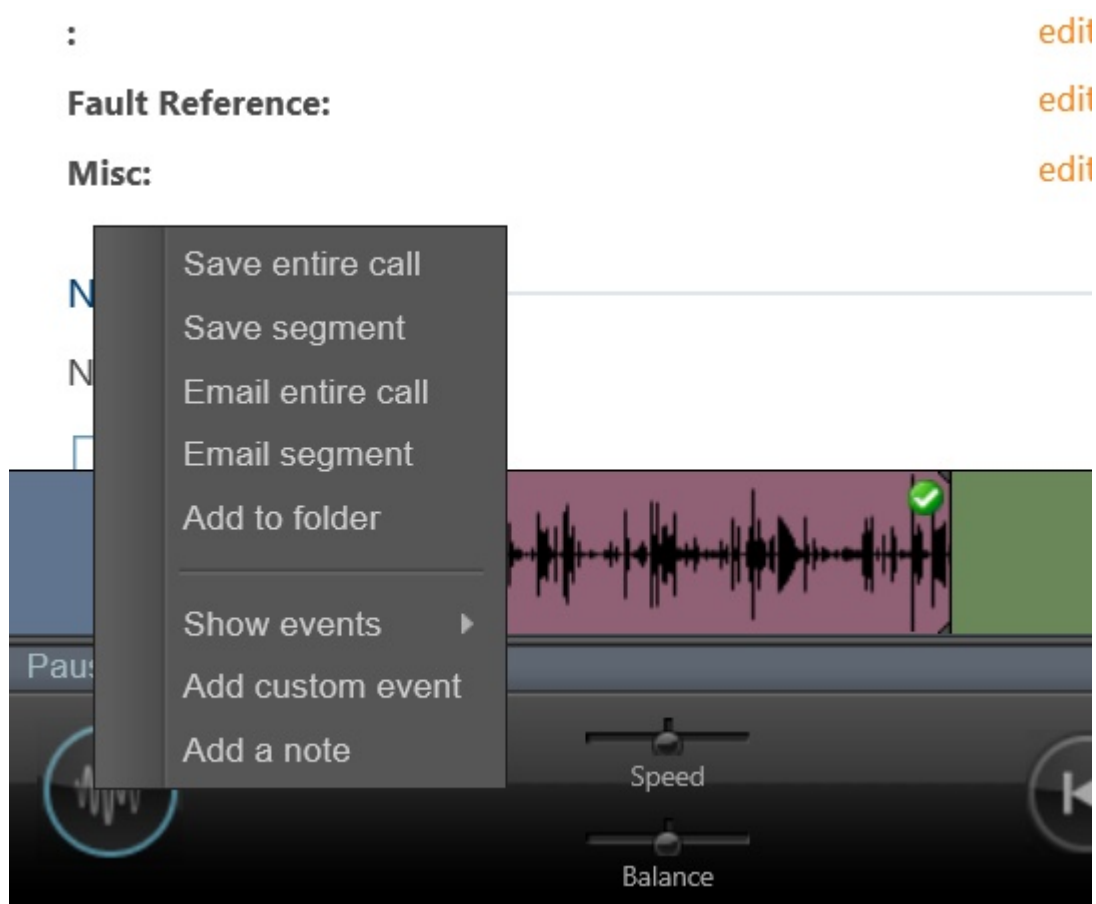 : edit
Fault Reference: edit
Misc: edit
Save entire call
N
Save segment
N
Email entire call
Email segment
Add to folder
Show events
Paus
Add custom event
Add a note
Speed
Balance